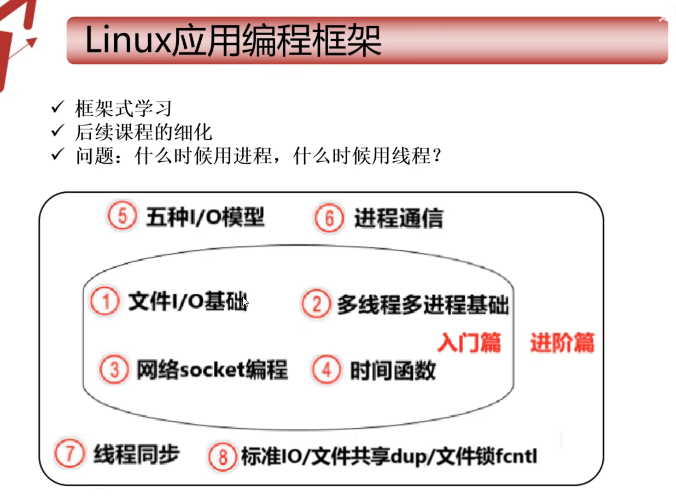 Linux应用编程框架
✓ 框架式学习
✓ 后续课程的细化
✓ 问题：什么时候用进程，什么时候用线程？
⑤ 五种I/O模型 ⑥ 进程通信
① 文件I/O基础 ② 多线程多进程基础
入门篇 进阶篇
③ 网络socket编程 ④ 时间函数
⑦ 线程同步 ⑧ 标准IO/文件共享dup/文件锁fcntl